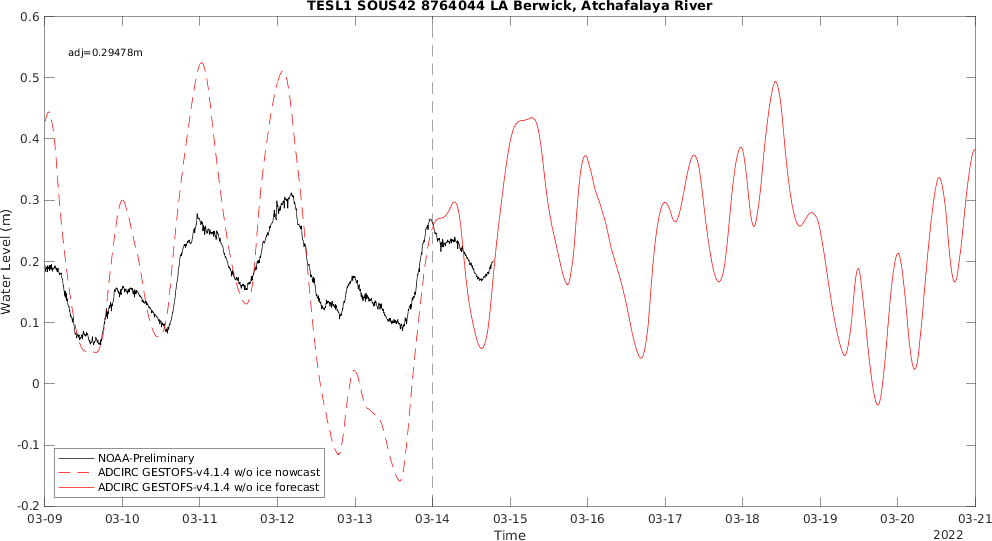 TESL1 SOUS42 8764044 LA Berwick, Atchafalaya River
adj=0.29478m
0.6
0.5
0.4
0.3
0.2
0.1
0
-0.1
-0.2
Water Level (m)
NOAA-Preliminary
ADCIRC GESTOFS-v4.1.4 w/o ice nowcast
ADCIRC GESTOFS-v4.1.4 w/o ice forecast
03-09 03-10 03-11 03-12 03-13 03-14 03-15 03-16 03-17 03-18 03-19 03-20 03-21
Time
2022